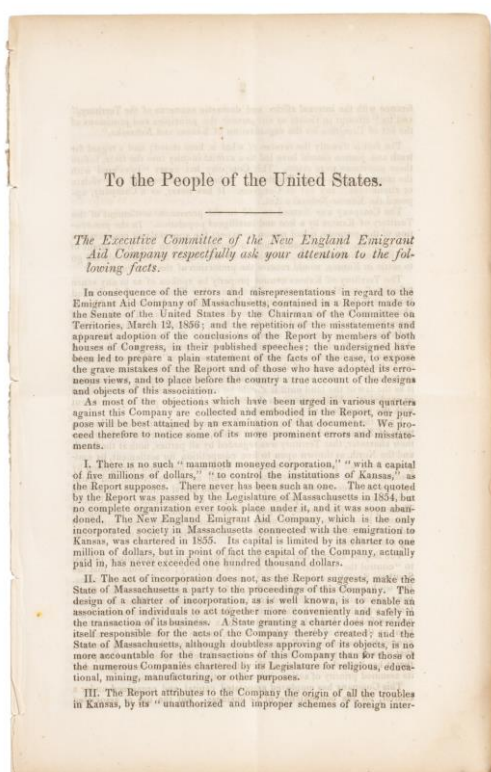 To the People of the United States.
The Executive Committee of the New England Emigrant
Aid Company respectfully ask your attention to the fol-
lowing facts.
In consequence of the errors and misrepresentations in regard to the
Emigrant Aid Company of Massachusetts, contained in a Report made to
the Senate of the United States by the Chairman of the Committee on
Territories, March 12, 1856; and the repetition of the misstatements and
apparent adoption of the conclusions of the Report by members of both
houses of Congress, in their published speeches; the undersigned have
been led to prepare a plain statement of the facts of the case, to expose
the grave mistakes of the Report and of those who have adopted its erro-
neous views, and to place before the country a true account of the designs
and objects of this association.
As most of the objections which have been urged in various quarters
against this Company are collected and embodied in the Report, our pur-
pose will be best attained by an examination of that document. We pro-
ceed therefore to notice some of its more prominent errors and misstate-
ments.
I. There is no such "mammoth moneyed corporation," "with a capital
of five millions of dollars," "to control the institutions of Kansas," as
the Report supposes. There never has been such an one. The act quoted
by the Report was passed by the Legislature of Massachusetts in 1854, but
no complete organization ever took place under it, and it was soon aban-
doned. The New England Emigrant Aid Company, which is the only
incorporated society in Massachusetts connected with the emigration to
Kansas, was chartered in 1855. Its capital is limited by its charter to one
million of dollars, but in point of fact the capital of the Company, actually
paid in, has never exceeded one hundred thousand dollars.
II. The act of incorporation does not, as the Report suggests, make the
State of Massachusetts a party to the proceedings of this Company. The
design of a charter of incorporation, as is well known, is to enable an
association of individuals to act together more conveniently and safely in
the transaction of its business. A State granting a charter does not render
itself responsible for the acts of the Company thereby created; and the
State of Massachusetts, although doubtless approving of its objects, is no
more accountable for the transactions of this Company than for those of
the numerous Companies chartered by its Legislature for religious, educa-
tional, mining, manufacturing, or other purposes.
III. The Report attributes to the Company the origin of all the troubles
in Kansas, by its "unauthorized and improper schemes of foreign inter-